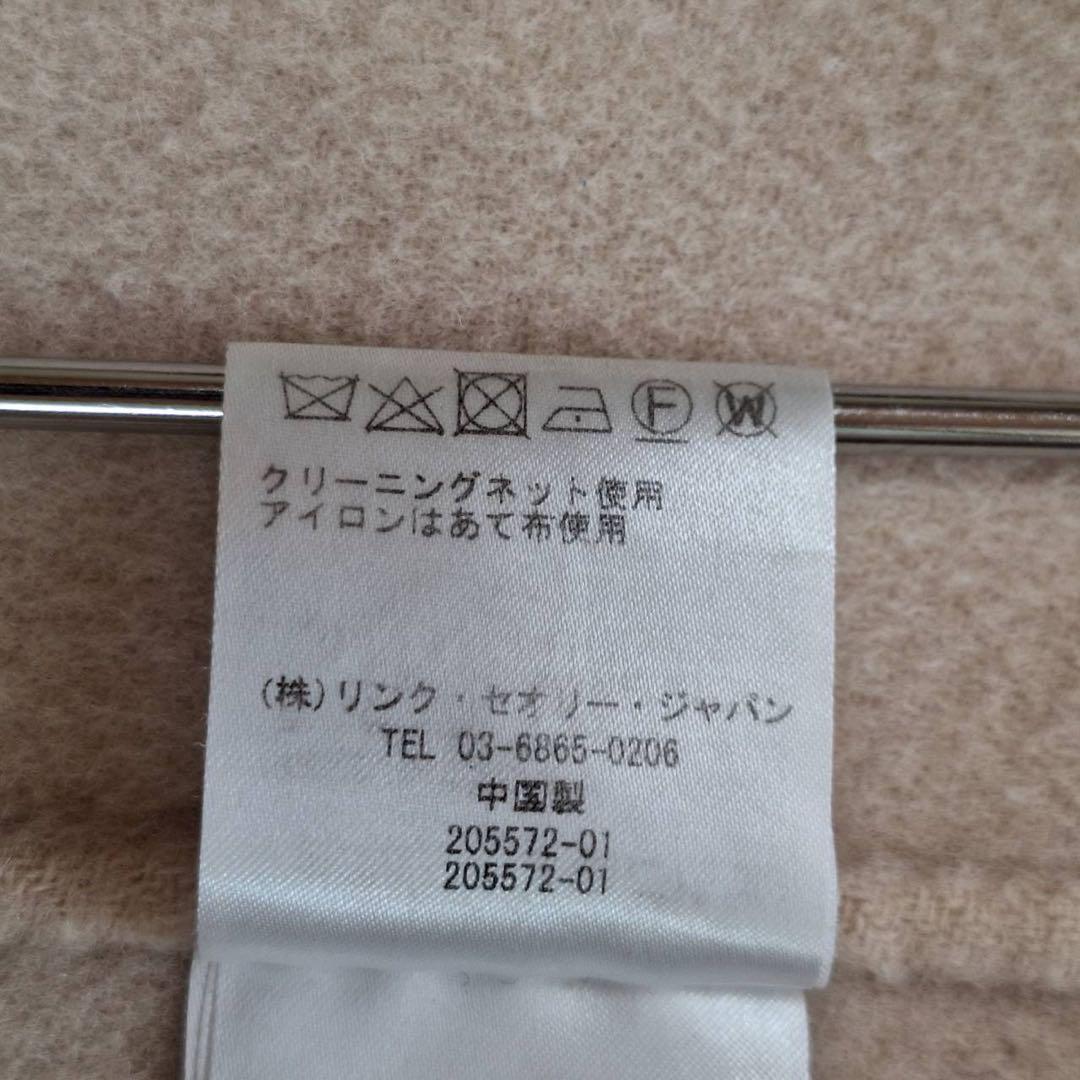 F W
クリーニングネット使用
アイロンはあて布使用
(株)リンク・セオリー・ジャパン
TEL 03-6865-0206
中国製
205572-01
205572-01